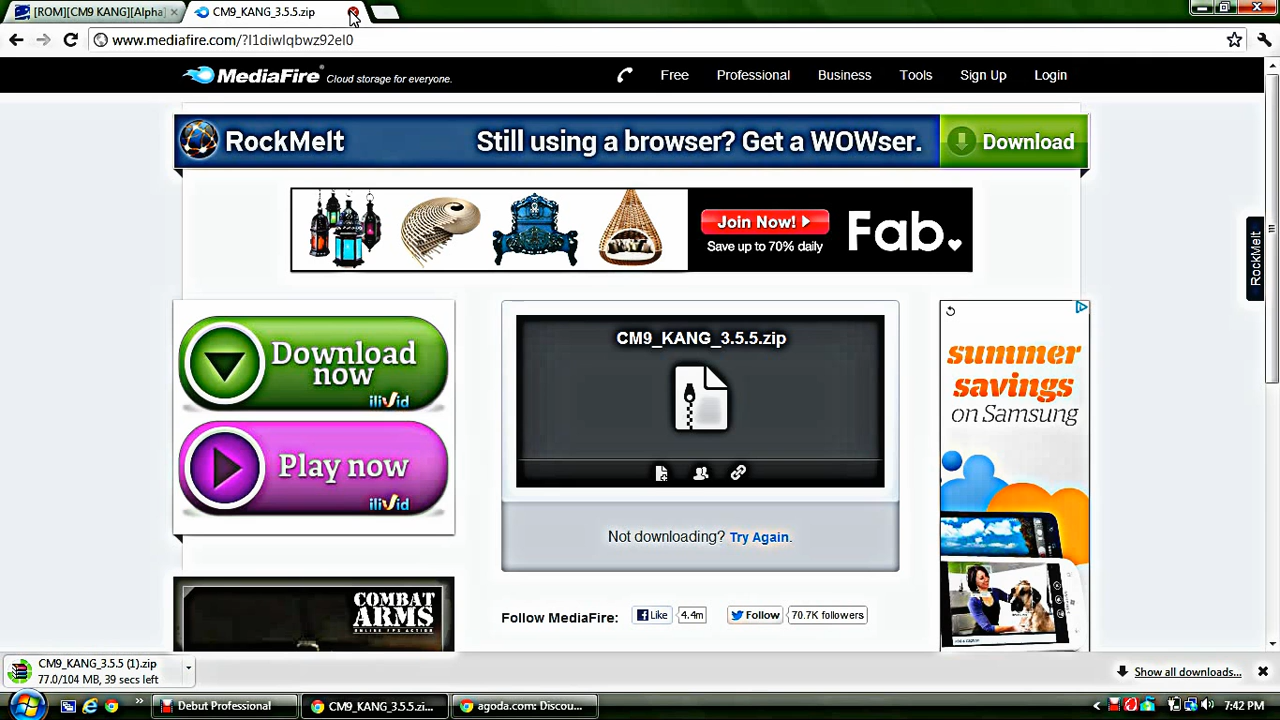 [ROM][CM9 KANG][Alpha]
CM9_KANG_3.5.5.zip
www.mediafire.com/?l1diwlqbwz92el0
MediaFire® Cloud storage for everyone.
Free Professional Business Tools Sign Up Login
RockMelt Still using a browser? Get a WOWser. Download
Join Now!
Save up to 70% daily
Fab.
RockMelt
Download
now
ilivid
Play now
ilivid
CM9_KANG_3.5.5.zip
Not downloading? Try Again.
summer
savings
on Samsung
COMBAT
ARMS
ONLINE FPS ACTION
Follow MediaFire: Like 4.4m Follow 70.7K followers
CM9_KANG_3.5.5 (1).zip
77.0/104 MB, 39 secs left
Show all downloads...
Debut Professional
CM9_KANG_3.5.5.zi...
agoda.com: Discou...
7:42 PM